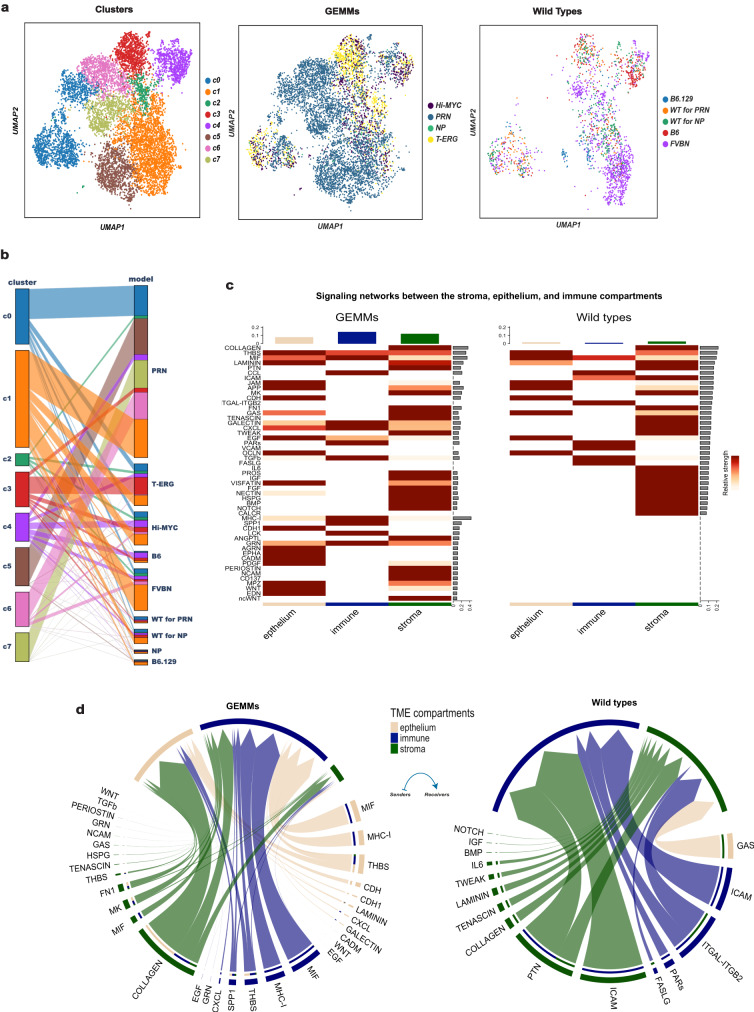 a
Clusters
GEMMs
Wild Types
UMAP2
UMAP1
c0
c1
c2
c3
c4
c5
c6
c7
UMAP2
UMAP1
Hi-MYC
PRN
NP
T-ERG
UMAP2
UMAP1
B6.129
WT for PRN
WT for NP
B6
FVBN
b
cluster
model
c0
c1
c2
c3
c4
c5
c6
c7
PRN
T-ERG
Hi-MYC
B6
FVBN
WT for PRN
WT for NP
NP
B6.129
c
Signaling networks between the stroma, epithelium, and immune compartments
GEMMs
Wild types
0.2
0.1
0
0.2
0.1
0
COLLAGEN
THBS
MIF
LAMININ
PTN
CCL
ICAM
JAM
APP
MK
CDH
ITGAL-ITGB2
FN1
GAS
TENASCIN
GALECTIN
CXCL
TWEAK
EGF
PARs
VCAM
OCLN
TGFb
FASLG
IL6
PROS
IGF
VISFATIN
FGF
NECTIN
HSPG
BMP
NOTCH
CALCR
MHC-I
SPP1
CDH1
LCK
ANGPTL
GRN
AGRN
EPHA
CADM
PDGF
PERIOSTIN
NCAM
CD137
MPZ
WNT
EDN
ncWNT
epthelium
immune
stroma
0
0.2
0.4
epthelium
immune
stroma
0
0.1
0.2
Relative strength
d
GEMMs
Wild types
TME compartments
epthelium
immune
stroma
Senders
Receivers
WNT
TGFb
PERIOSTIN
GRN
NCAM
GAS
HSPG
TENASCIN
THBS
FN1
MK
MIF
COLLAGEN
EGF
GRN
CXCL
SPP1
THBS
MHC-I
MIF
EGF
WNT
CADM
GALECTIN
CXCL
LAMININ
CDH1
CDH
THBS
MHC-I
MIF
NOTCH
IGF
BMP
IL6
TWEAK
LAMININ
TENASCIN
COLLAGEN
PTN
ICAM
FASLG
PARs
ITGAL-ITGB2
ICAM
GAS